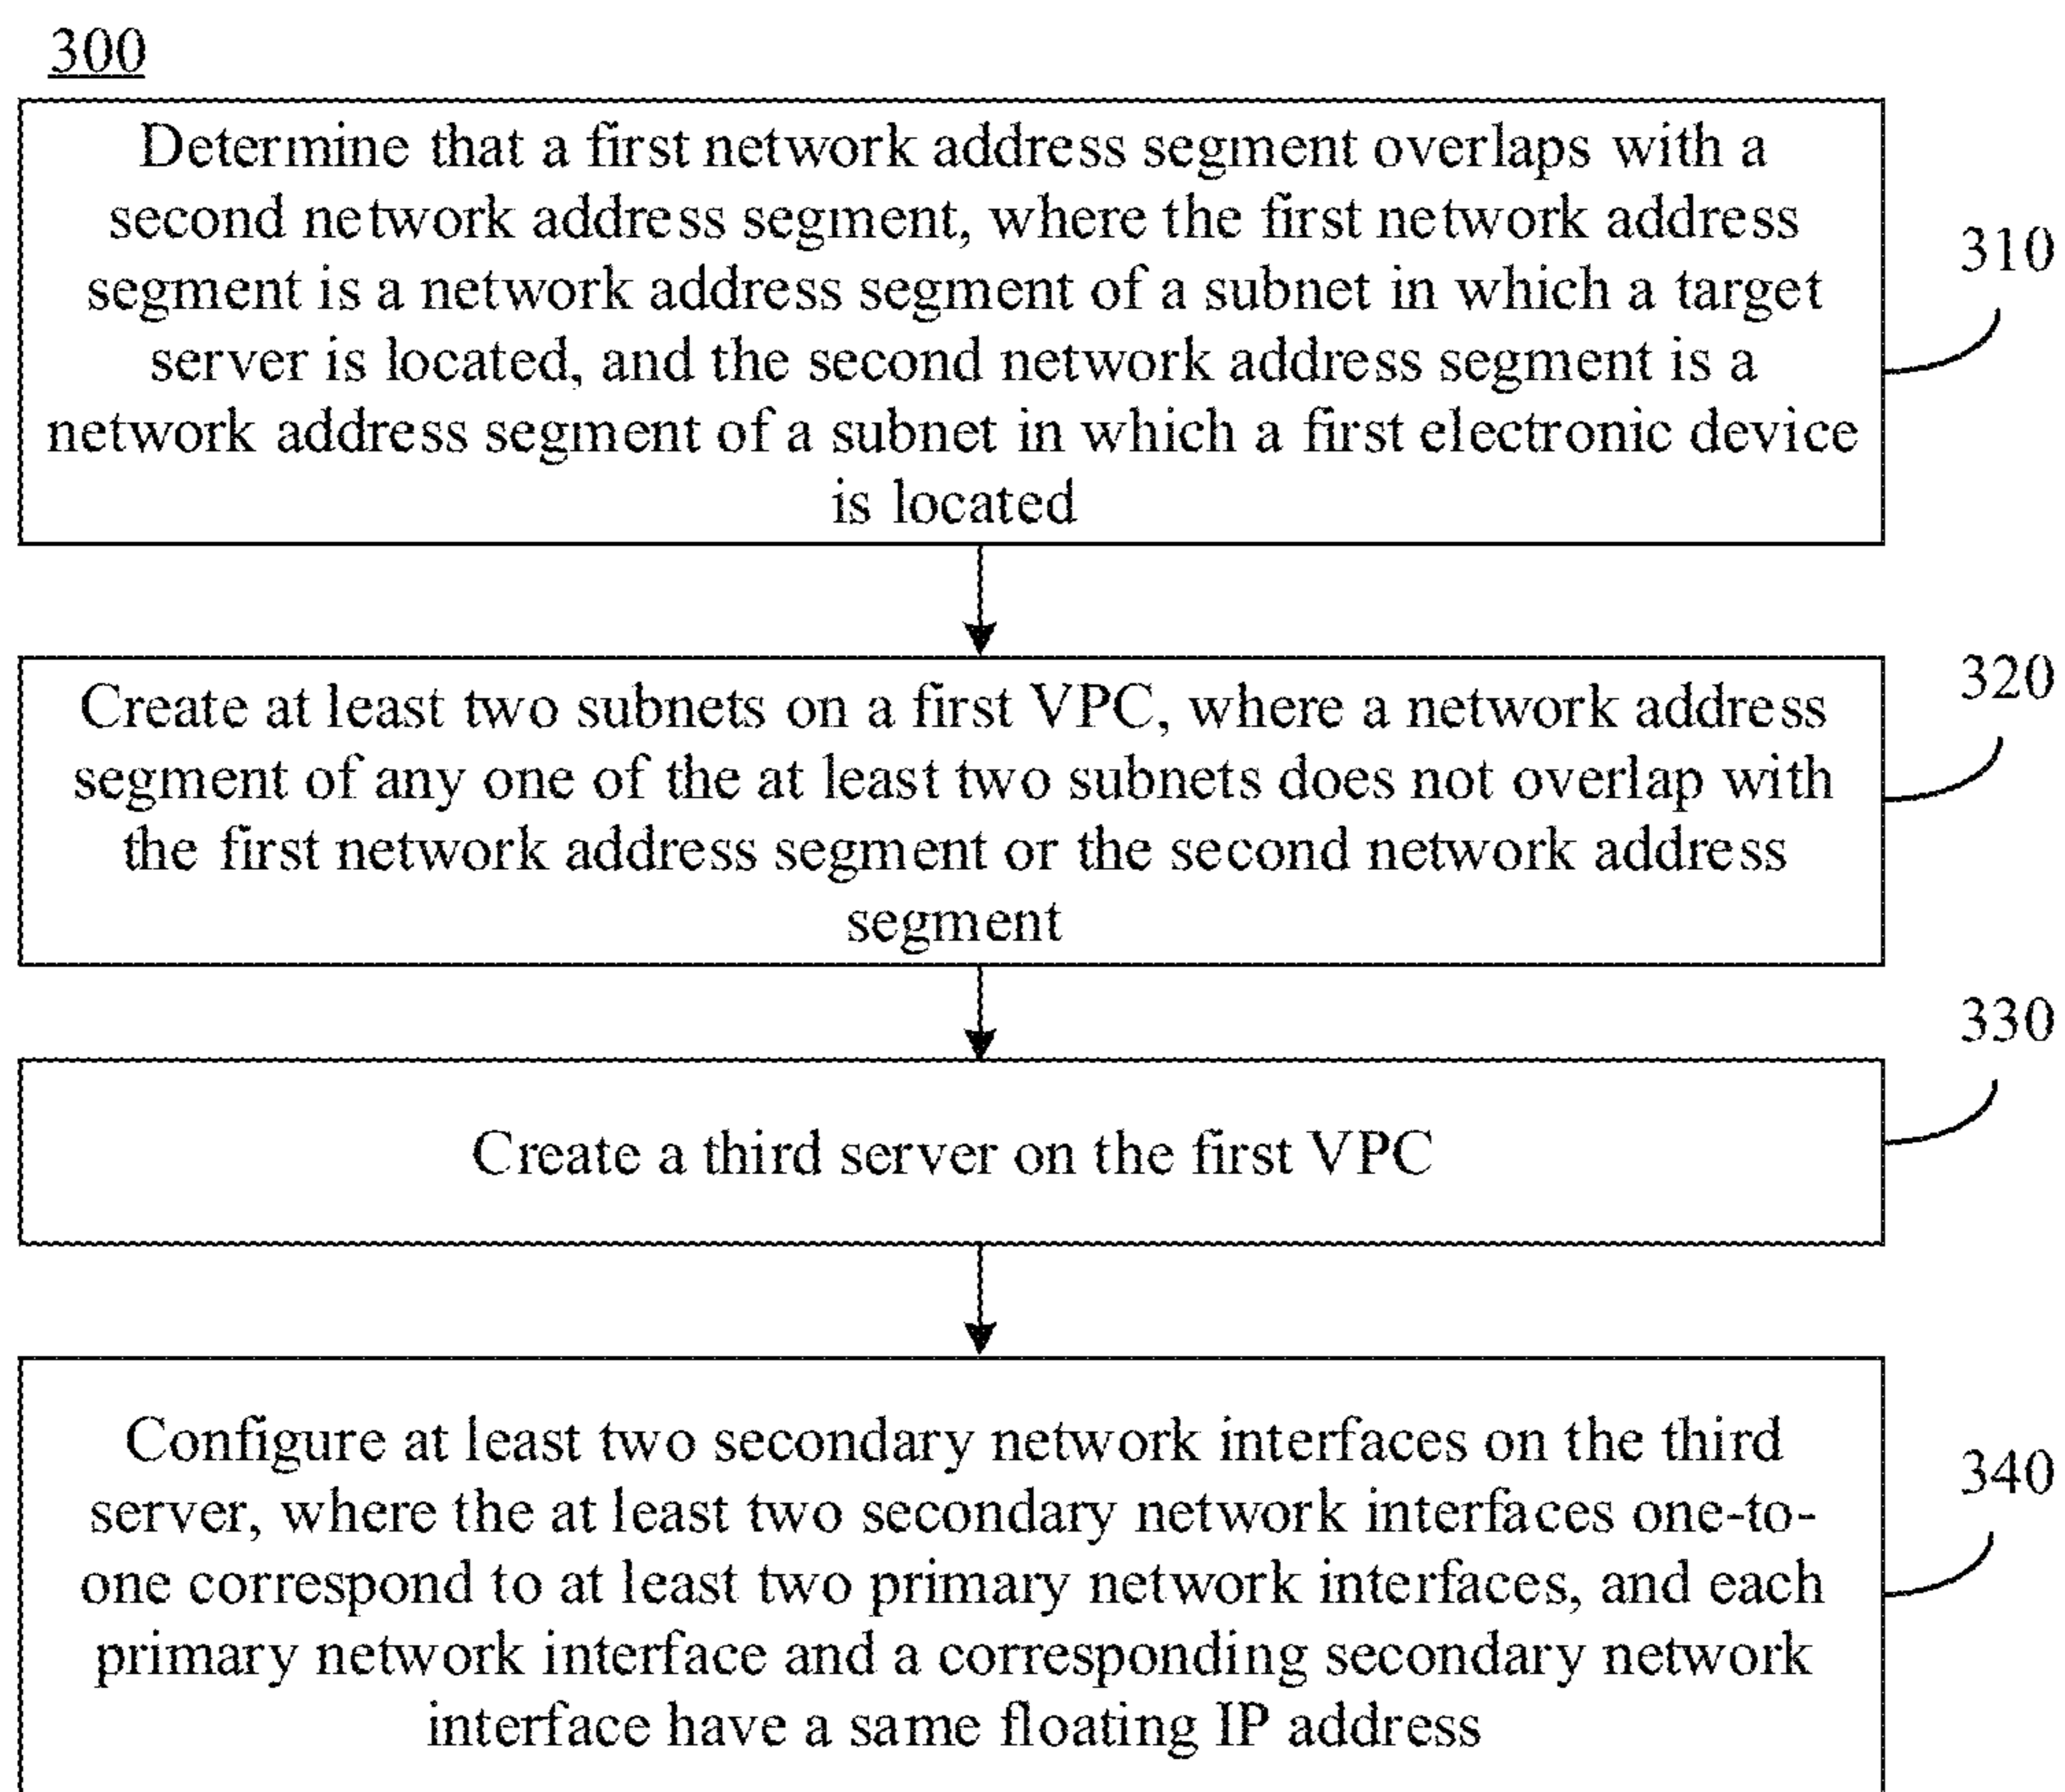 300
Determine that a first network address segment overlaps with a
second network address segment, where the first network address
segment is a network address segment of a subnet in which a target
server is located, and the second network address segment is a
network address segment of a subnet in which a first electronic device
is located
310
Create at least two subnets on a first VPC, where a network address
segment of any one of the at least two subnets does not overlap with
the first network address segment or the second network address
segment
320
Create a third server on the first VPC
330
Configure at least two secondary network interfaces on the third
server, where the at least two secondary network interfaces one-to-
one correspond to at least two primary network interfaces, and each
primary network interface and a corresponding secondary network
interface have a same floating IP address
340